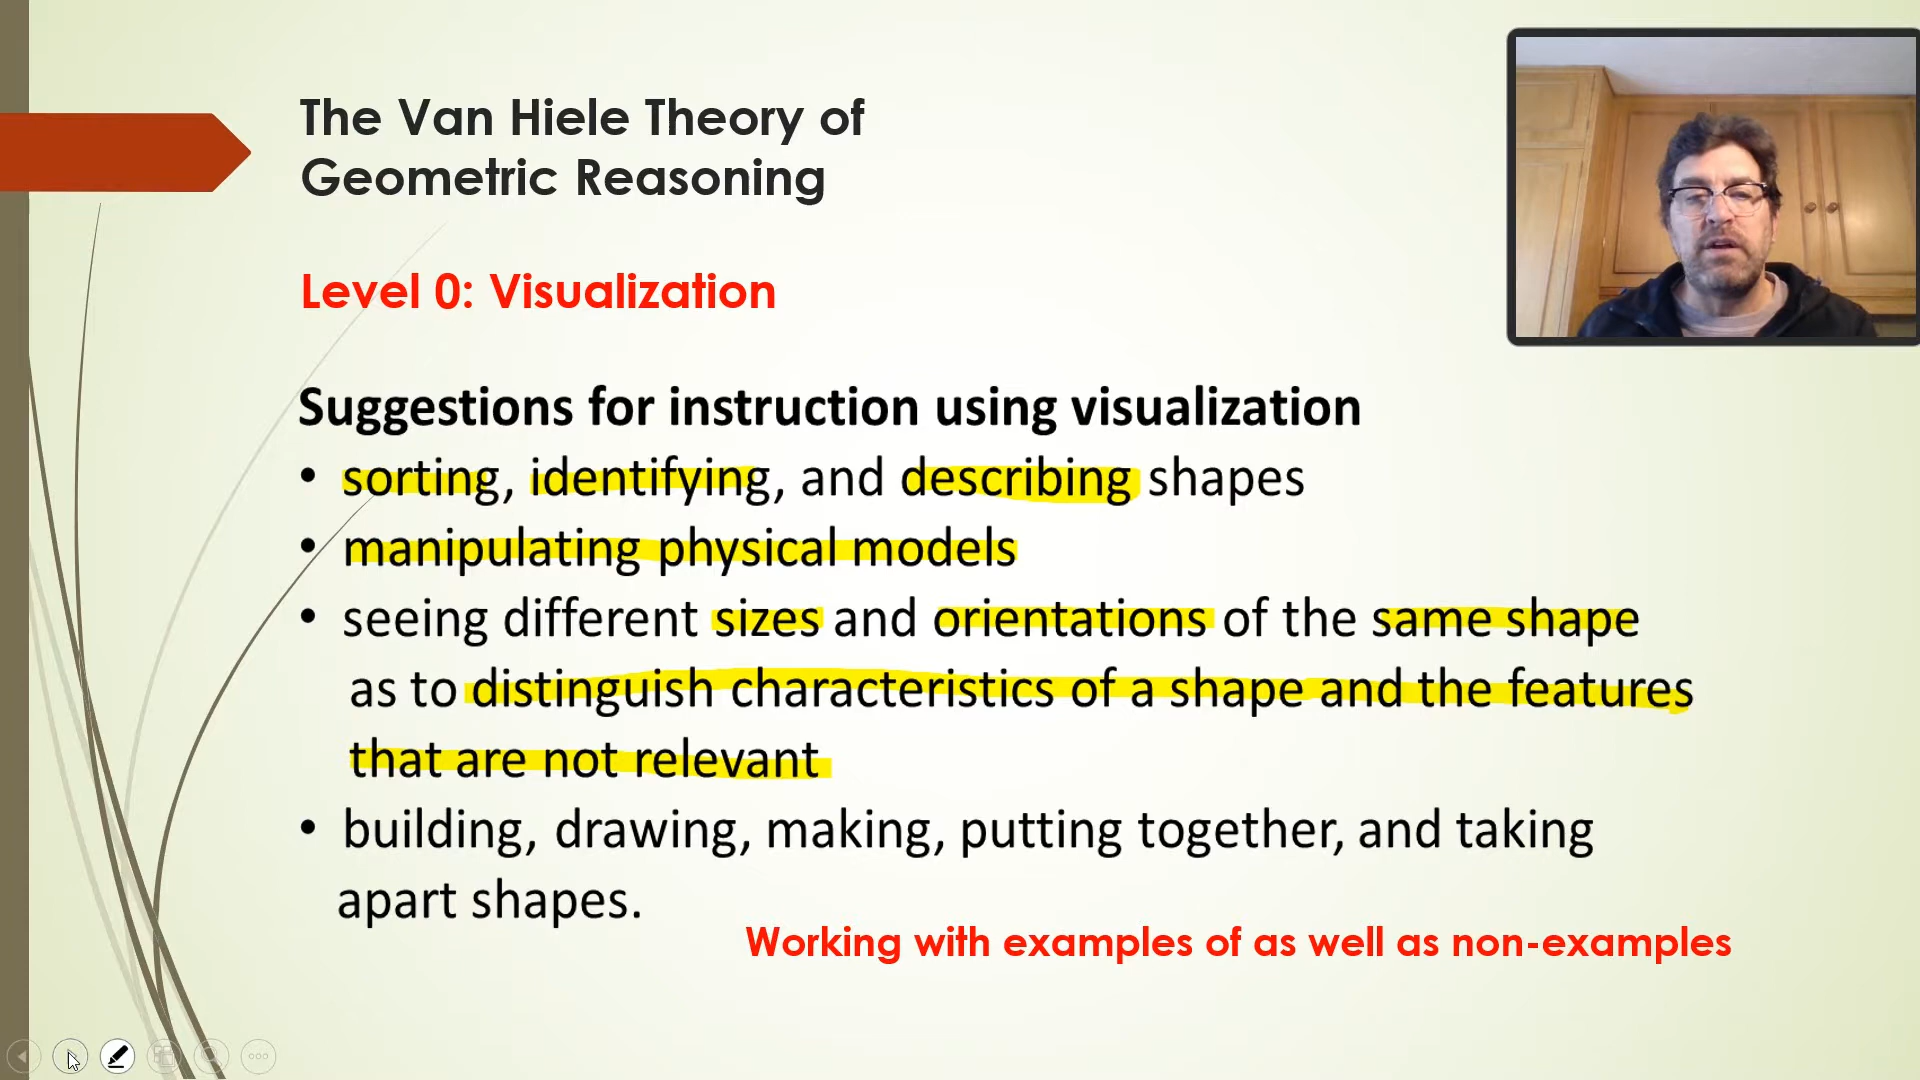 The Van Hiele Theory of
Geometric Reasoning
Level 0: Visualization
Suggestions for instruction using visualization
• sorting, identifying, and describing shapes
• manipulating physical models
• seeing different sizes and orientations of the same shape
as to distinguish characteristics of a shape and the features
that are not relevant
• building, drawing, making, putting together, and taking
apart shapes.
Working with examples of as well as non-examples